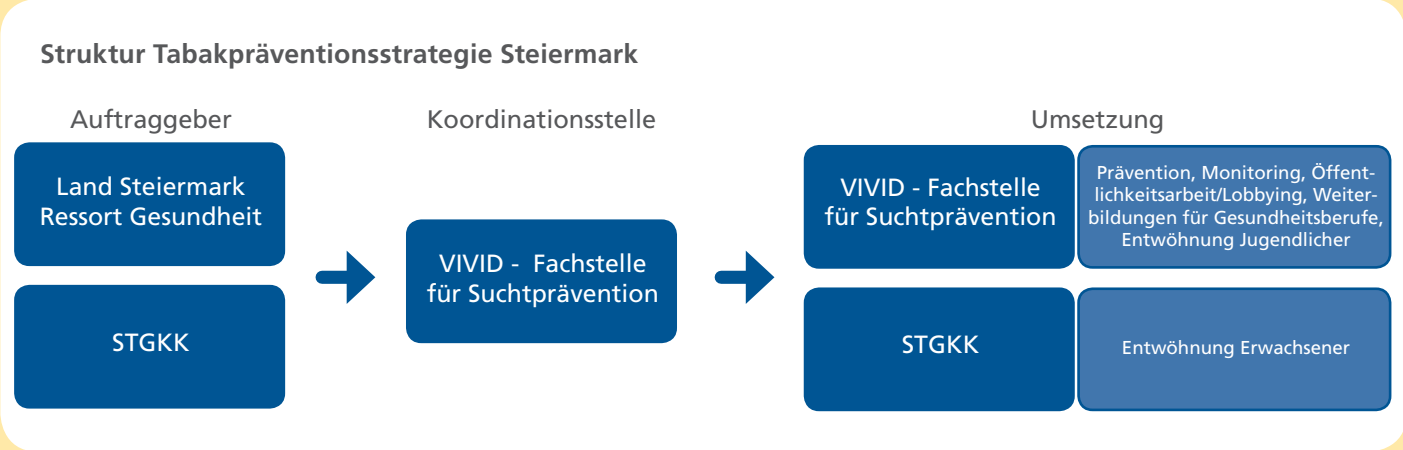 Struktur Tabakpräventionsstrategie Steiermark
Auftraggeber
Land Steiermark
Ressort Gesundheit
STGKK
Koordinationsstelle
VIVID - Fachstelle
für Suchtprävention
Umsetzung
VIVID - Fachstelle
für Suchtprävention
Prävention, Monitoring, Öffent-
lichkeitsarbeit/Lobbying, Weiter-
bildungen für Gesundheitsberufe,
Entwöhnung Jugendlicher
STGKK
Entwöhnung Erwachsener